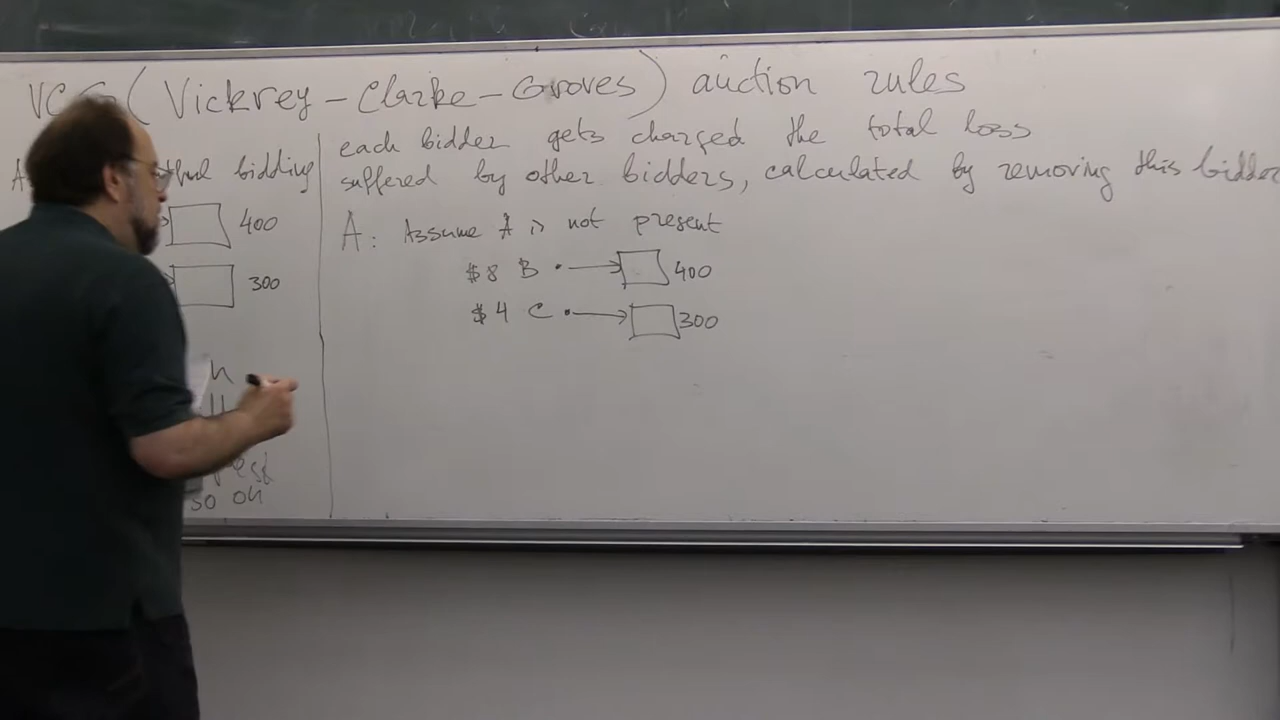 VCG (Vickrey-Clarke-Groves) auction rules
bidding
400
300
h
so on
each bidder gets charged the total loss
suffered by other bidders, calculated by removing this bidder
A: Assume A is not present
$8 B 400
$4 C 300